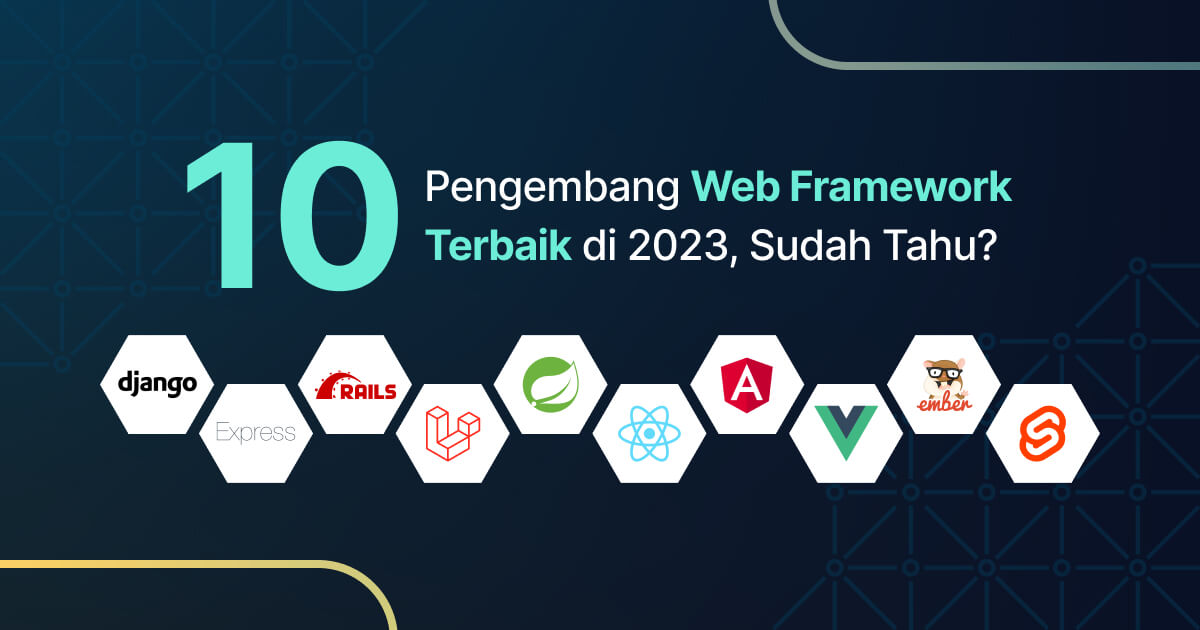 10
Pengembang Web Framework
Terbaik di 2023, Sudah Tahu?
django
Express
RAILS
ember